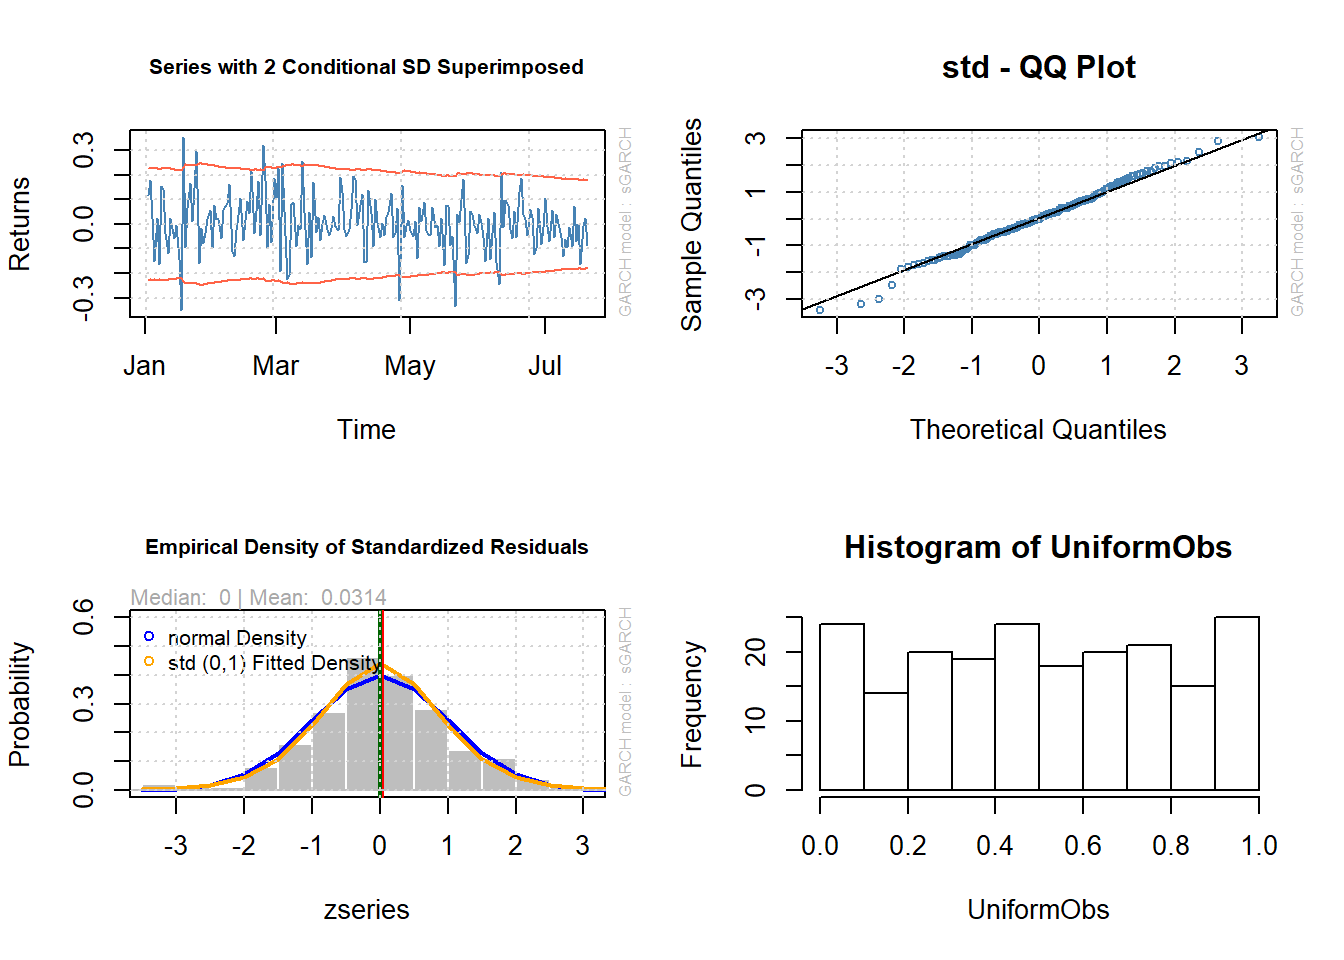 Series with 2 Conditional SD Superimposed
Returns
0.3
0.0
-0.3
Jan
Mar
May
Jul
Time
GARCH model : sGARCH
std - QQ Plot
Sample Quantiles
3
1
-1
-3
-3
-2
-1
0
1
2
3
Theoretical Quantiles
GARCH model : sGARCH
Empirical Density of Standardized Residuals
Median: 0 | Mean: 0.0314
normal Density
std (0,1) Fitted Density
Probability
0.6
0.3
0.0
-3
-2
-1
0
1
2
3
zseries
GARCH model : sGARCH
Histogram of UniformObs
Frequency
20
10
0
0.0
0.2
0.4
0.6
0.8
1.0
UniformObs